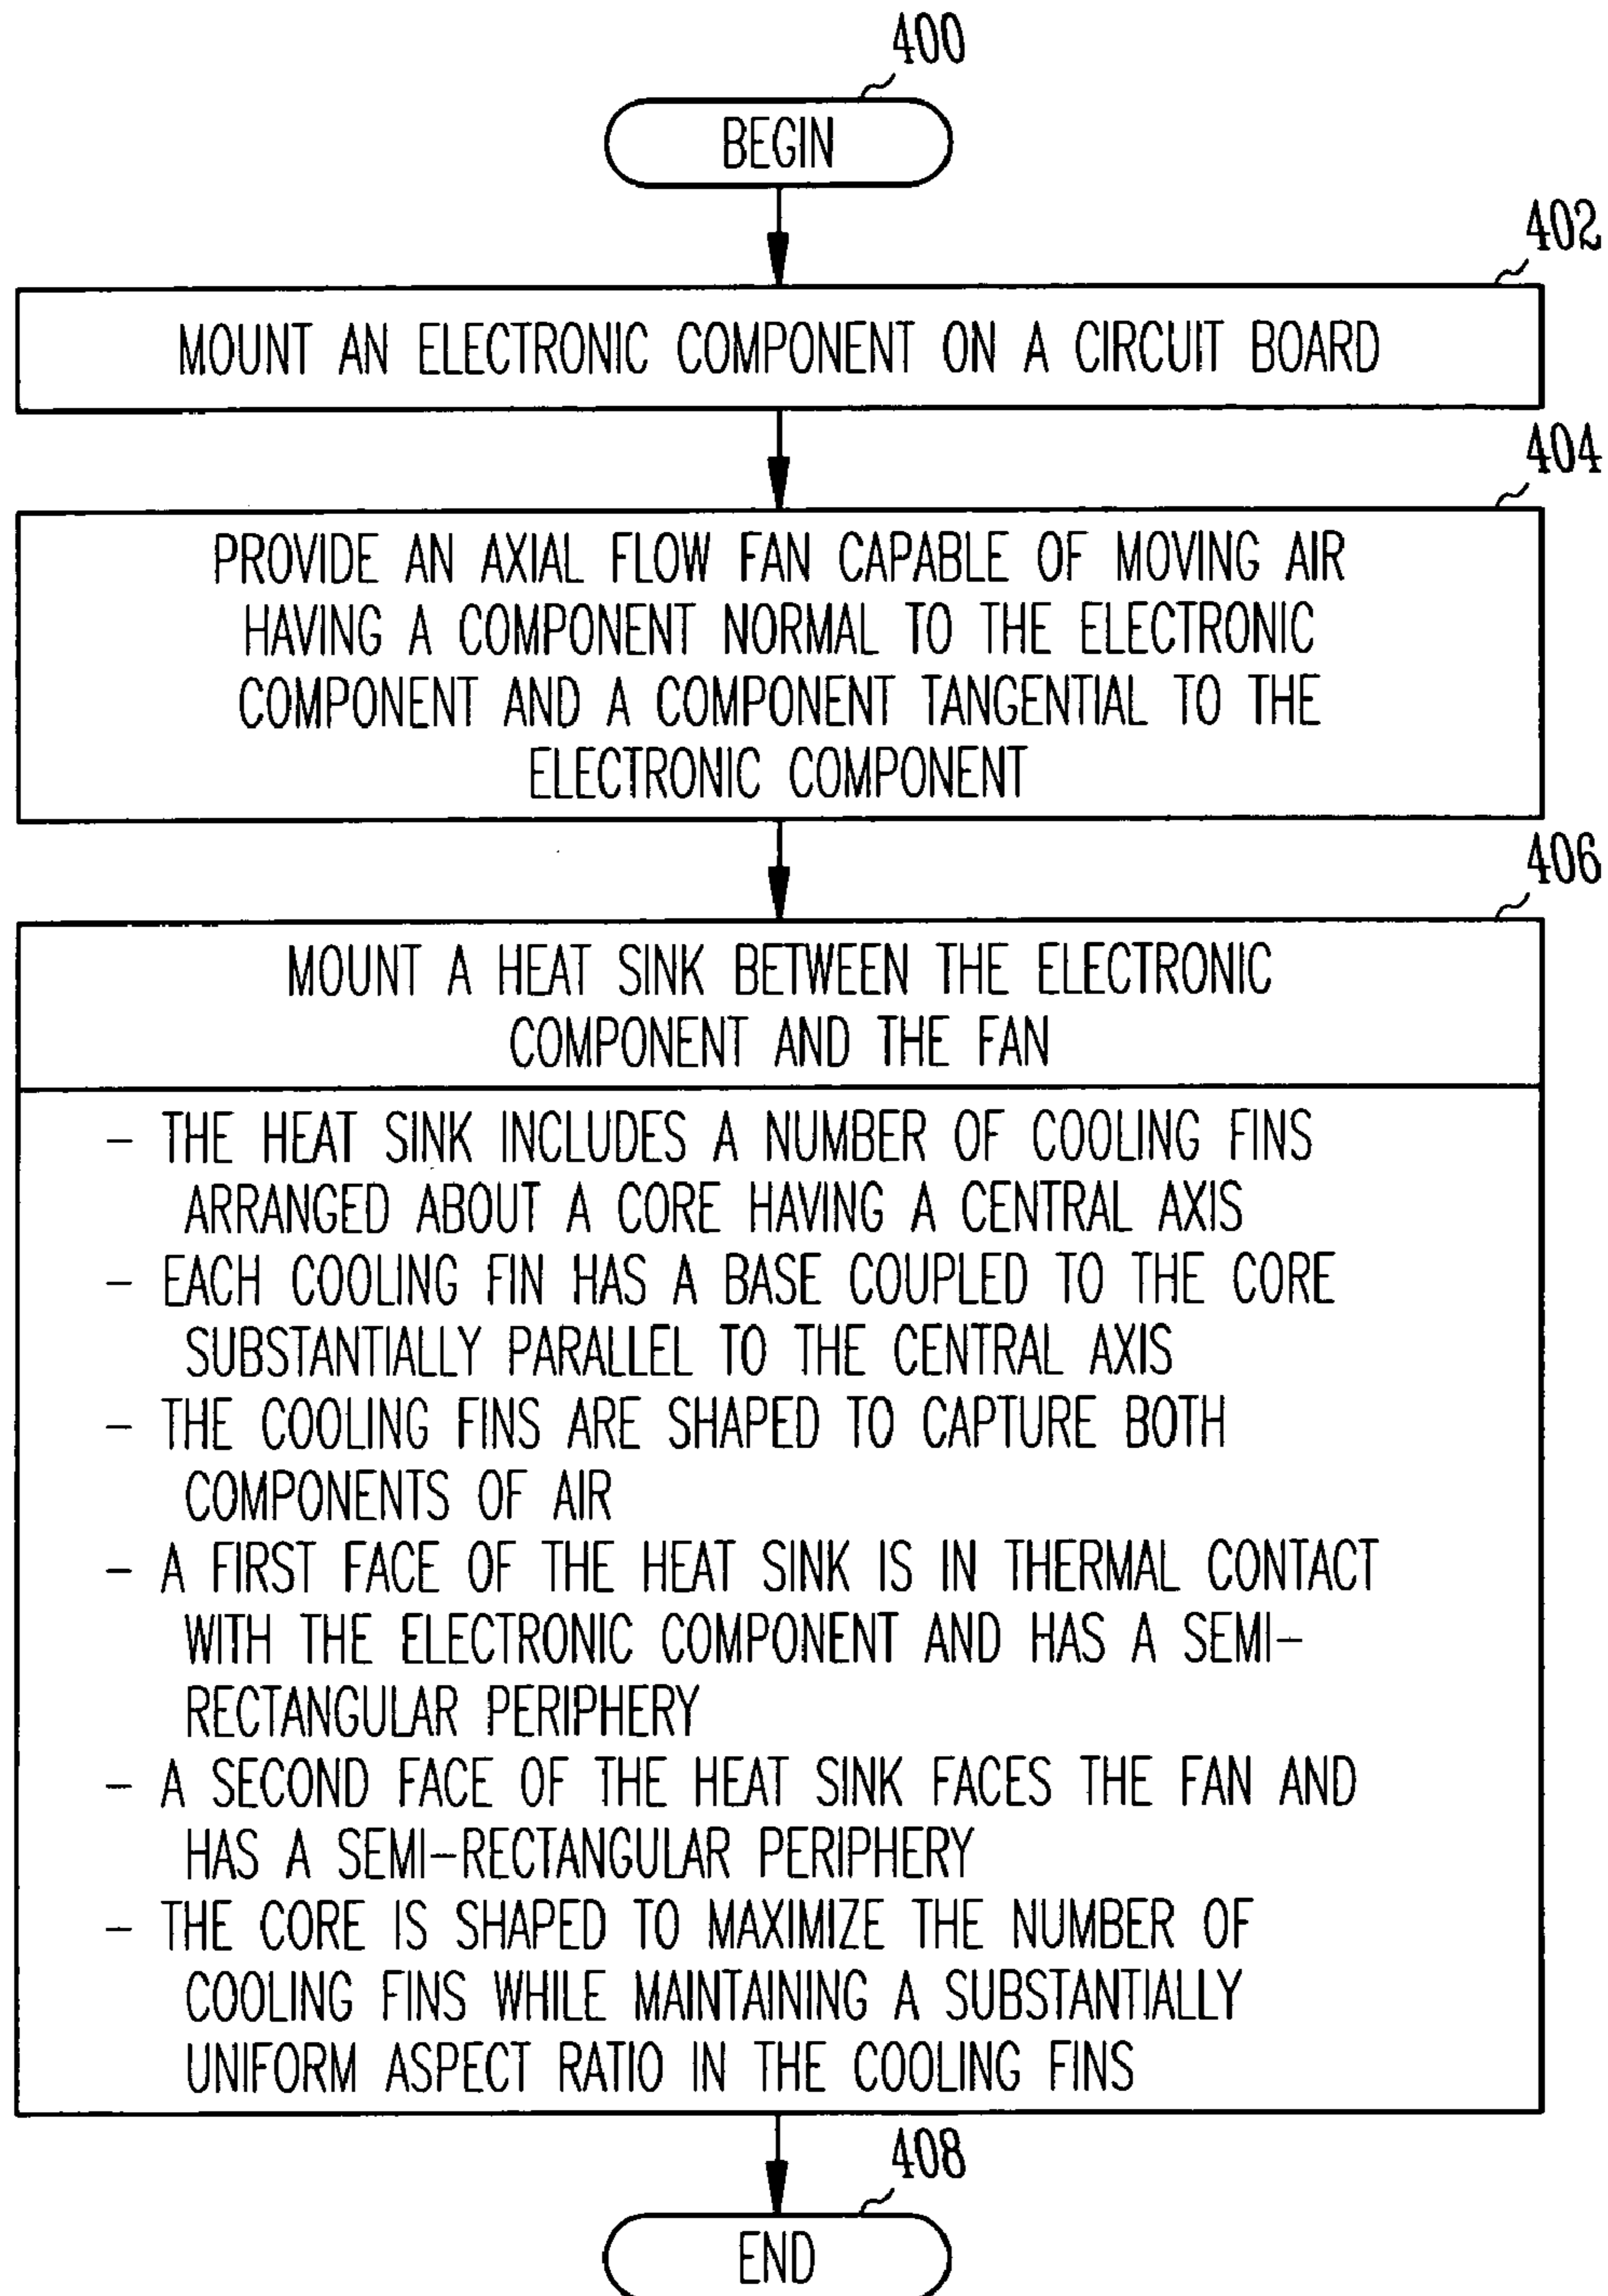 400
BEGIN
402
MOUNT AN ELECTRONIC COMPONENT ON A CIRCUIT BOARD
404
PROVIDE AN AXIAL FLOW FAN CAPABLE OF MOVING AIR
HAVING A COMPONENT NORMAL TO THE ELECTRONIC
COMPONENT AND A COMPONENT TANGENTIAL TO THE
ELECTRONIC COMPONENT
406
MOUNT A HEAT SINK BETWEEN THE ELECTRONIC
COMPONENT AND THE FAN
– THE HEAT SINK INCLUDES A NUMBER OF COOLING FINS
ARRANGED ABOUT A CORE HAVING A CENTRAL AXIS
– EACH COOLING FIN HAS A BASE COUPLED TO THE CORE
SUBSTANTIALLY PARALLEL TO THE CENTRAL AXIS
– THE COOLING FINS ARE SHAPED TO CAPTURE BOTH
COMPONENTS OF AIR
– A FIRST FACE OF THE HEAT SINK IS IN THERMAL CONTACT
WITH THE ELECTRONIC COMPONENT AND HAS A SEMI–
RECTANGULAR PERIPHERY
– A SECOND FACE OF THE HEAT SINK FACES THE FAN AND
HAS A SEMI–RECTANGULAR PERIPHERY
– THE CORE IS SHAPED TO MAXIMIZE THE NUMBER OF
COOLING FINS WHILE MAINTAINING A SUBSTANTIALLY
UNIFORM ASPECT RATIO IN THE COOLING FINS
408
END